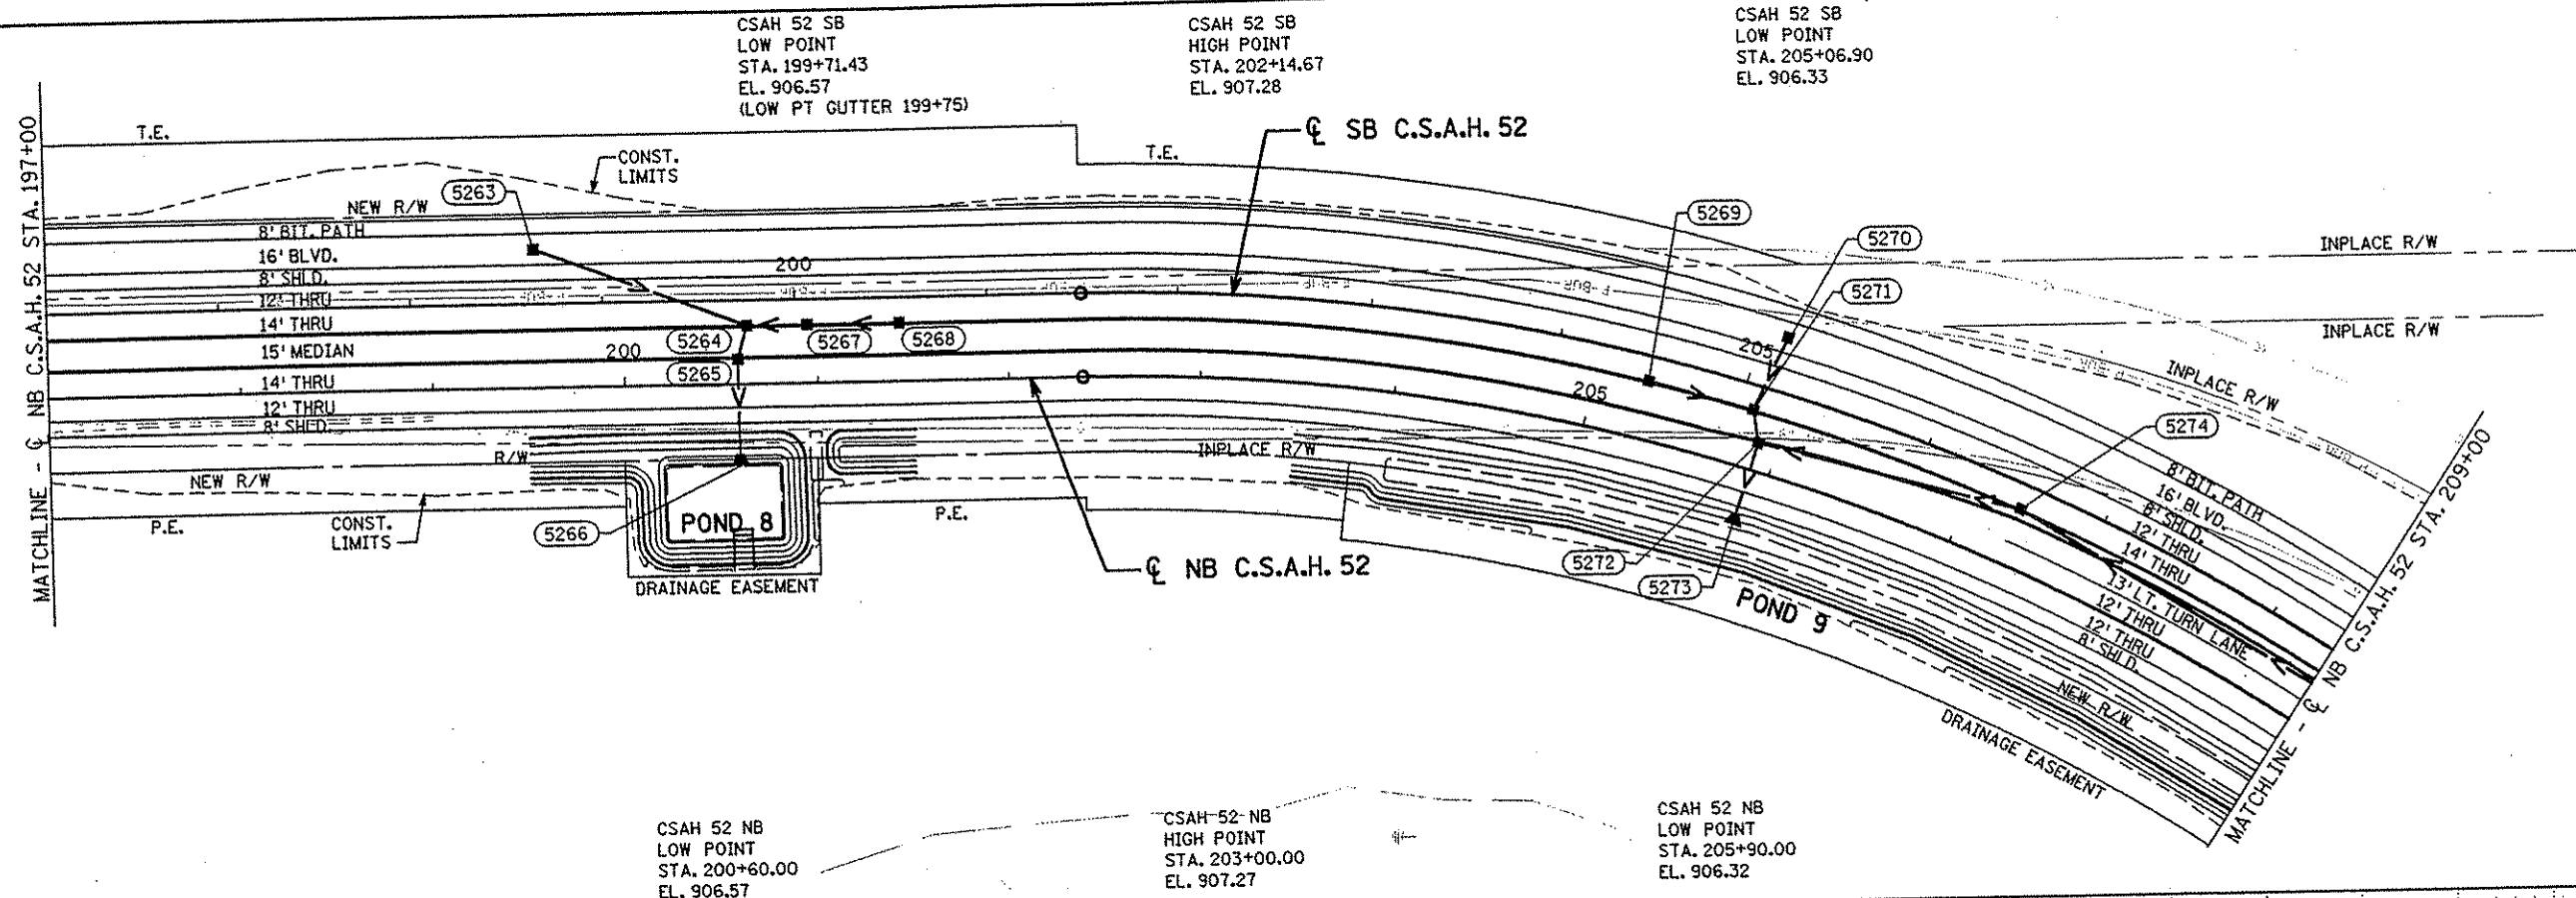 CSAH 52 SB
LOW POINT
STA. 199+71.43
EL. 906.57
(LOW PT GUTTER 199+75)
CSAH 52 SB
HIGH POINT
STA. 202+14.67
EL. 907.28
CSAH 52 SB
LOW POINT
STA. 205+06.90
EL. 906.33
MATCHLINE - ℄ NB C.S.A.H. 52 STA. 197+00
T.E.
CONST.
LIMITS
T.E.
℄ SB C.S.A.H. 52
5263
NEW R/W
8' BIT. PATH
16' BLVD.
8' SHLD.
12' THRU
14' THRU
15' MEDIAN
14' THRU
12' THRU
8' SHLD.
200
200
5264
5265
5267
5268
5269
5270
5271
205
205
INPLACE R/W
INPLACE R/W
INPLACE R/W
5274
R/W
NEW R/W
INPLACE R/W
P.E.
CONST.
LIMITS
5266
POND 8
DRAINAGE EASEMENT
P.E.
℄ NB C.S.A.H. 52
5272
5273
POND 9
8' BIT. PATH
16' BLVD.
8' SHLD.
12' THRU
14' THRU
13' LT. TURN LANE
12' THRU
12' THRU
8' SHLD.
NEW R/W
DRAINAGE EASEMENT
MATCHLINE - ℄ NB C.S.A.H. 52 STA. 209+00
CSAH 52 NB
LOW POINT
STA. 200+60.00
EL. 906.57
CSAH 52 NB
HIGH POINT
STA. 203+00.00
EL. 907.27
CSAH 52 NB
LOW POINT
STA. 205+90.00
EL. 906.32